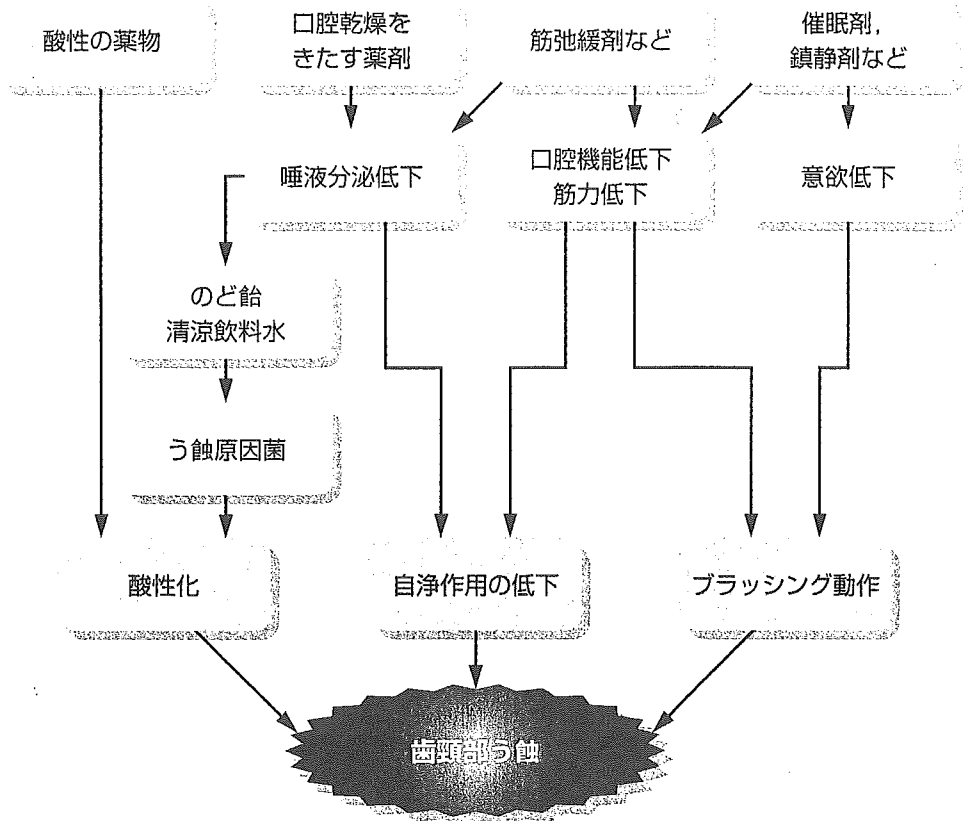 酸性の薬物
口腔乾燥を
きたす薬剤
筋弛緩剤など
催眠剤,
鎮静剤など
唾液分泌低下
口腔機能低下
筋力低下
意欲低下
のど飴
清涼飲料水
う蝕原因菌
酸性化
自浄作用の低下
ブラッシング動作
歯頸部う蝕